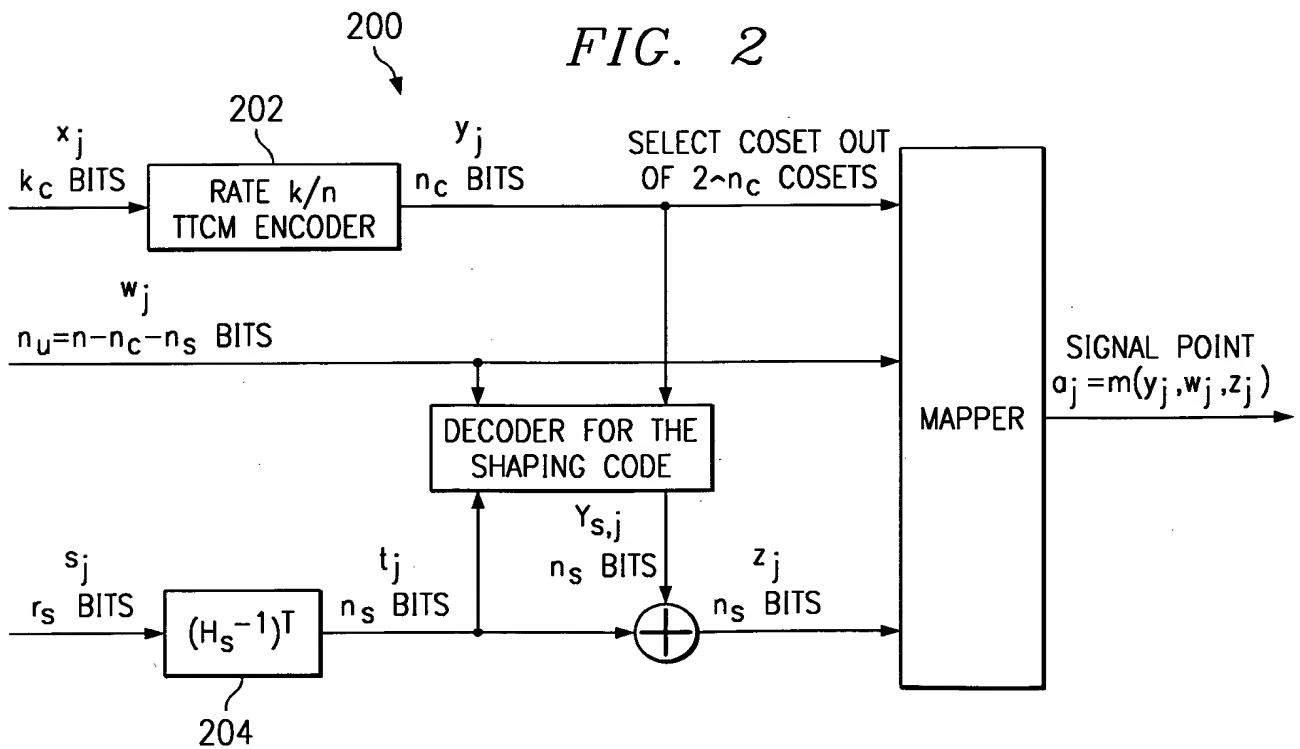 FIG. 2
200
202
x_j
k_c BITS
RATE k/n
TTCM ENCODER
y_j
n_c BITS
SELECT COSET OUT
OF 2^n_c COSETS
w_j
n_u=n-n_c-n_s BITS
DECODER FOR THE
SHAPING CODE
MAPPER
SIGNAL POINT
a_j=m(y_j,w_j,z_j)
Y_s,j
n_s BITS
s_j
r_s BITS
(H_s^-1)^T
t_j
n_s BITS
z_j
n_s BITS
204